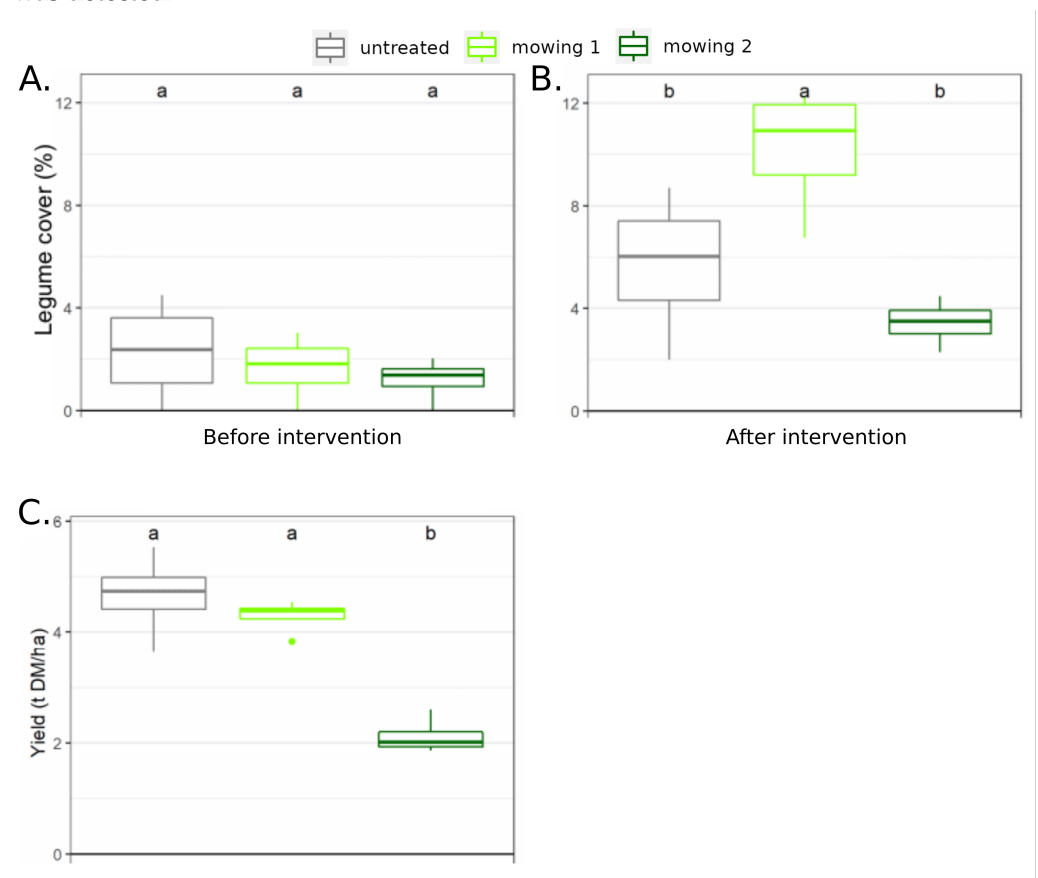 untreated mowing 1 mowing 2
A.
a a a
12
8
4
0
Legume cover (%)
Before intervention
B.
b a b
12
8
4
0
After intervention
C.
a a b
6
4
2
0
Yield (t DM/ha)